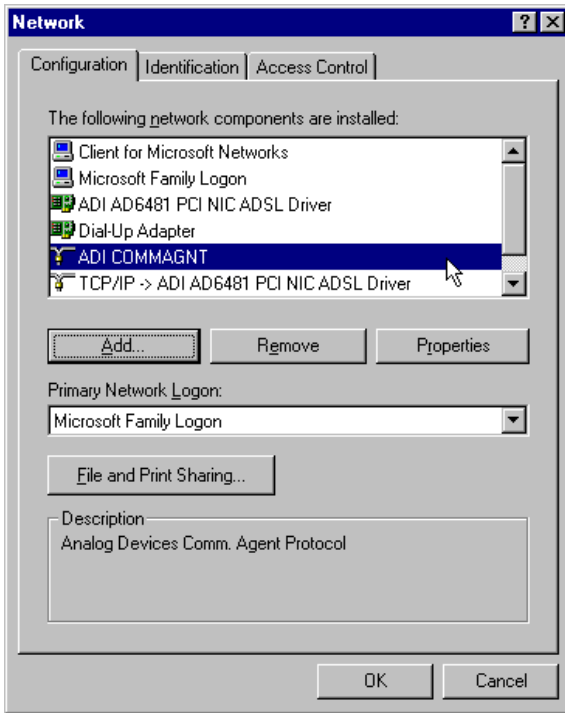 Network
Configuration Identification Access Control
The following network components are installed:
Client for Microsoft Networks
Microsoft Family Logon
ADI AD6481 PCI NIC ADSL Driver
Dial-Up Adapter
ADI COMMAGNT
TCP/IP -> ADI AD6481 PCI NIC ADSL Driver
Add... Remove Properties
Primary Network Logon:
Microsoft Family Logon
File and Print Sharing...
Description
Analog Devices Comm. Agent Protocol
OK Cancel